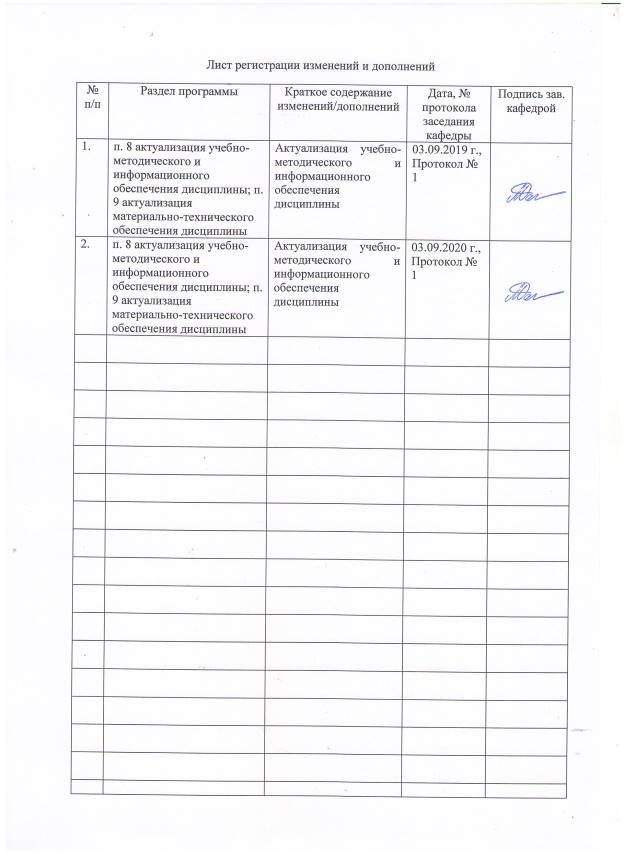 Лист регистрации изменений и дополнений
№
п/п
Раздел программы
Краткое содержание
изменений/дополнений
Дата, №
протокола
заседания
кафедры
Подпись зав.
кафедрой
1.
п. 8 актуализация учебно-
методического и
информационного
обеспечения дисциплины; п.
9 актуализация
материально-технического
обеспечения дисциплины
Актуализация учебно-
методического и
информационного
обеспечения
дисциплины
03.09.2019 г.,
Протокол №
1
2.
п. 8 актуализация учебно-
методического и
информационного
обеспечения дисциплины; п.
9 актуализация
материально-технического
обеспечения дисциплины
Актуализация учебно-
методического и
информационного
обеспечения
дисциплины
03.09.2020 г.,
Протокол №
1